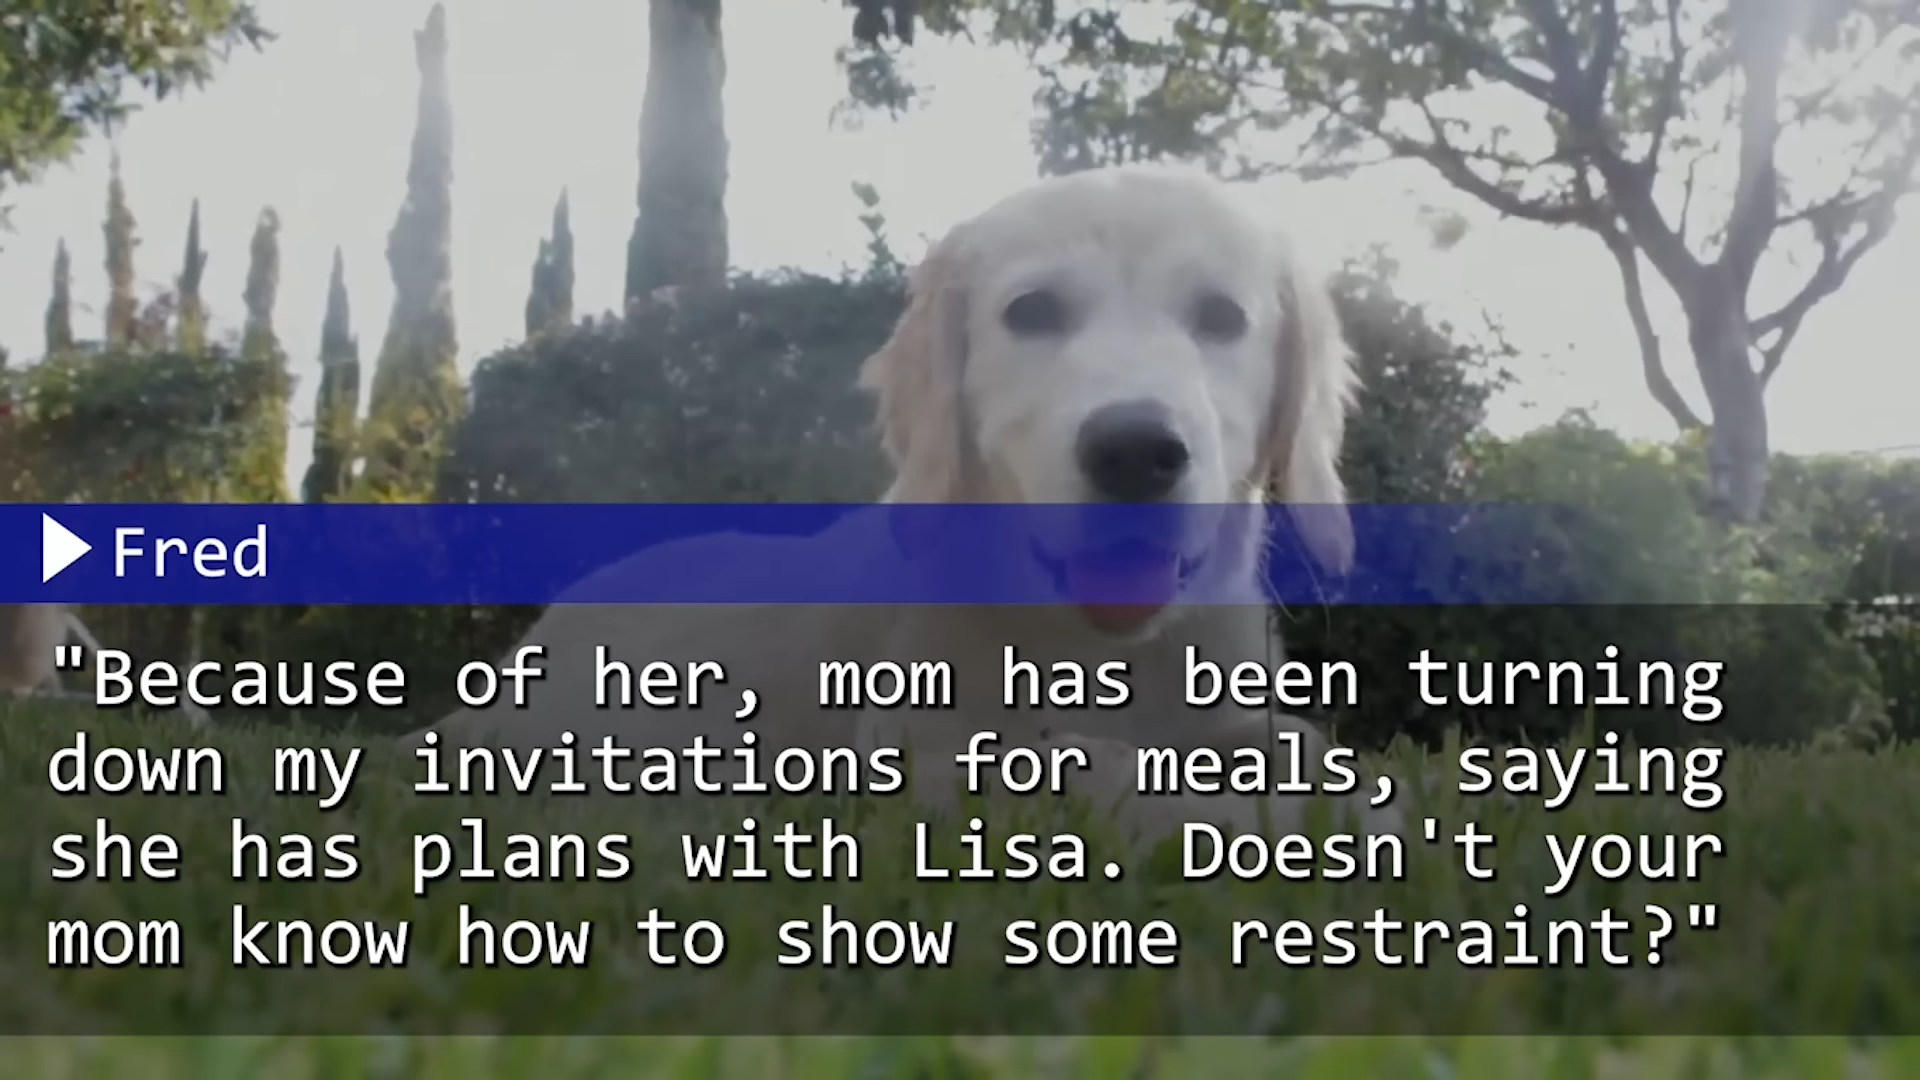 Fred
"Because of her, mom has been turning
down my invitations for meals, saying
she has plans with Lisa. Doesn't your
mom know how to show some restraint?"